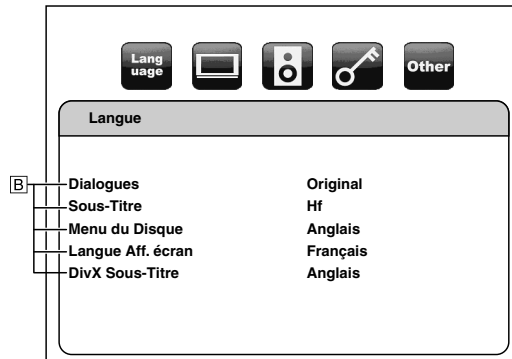 Lang
uage
Other
Langue
B
Dialogues Original
Sous-Titre Hf
Menu du Disque Anglais
Langue Aff. écran Français
DivX Sous-Titre Anglais